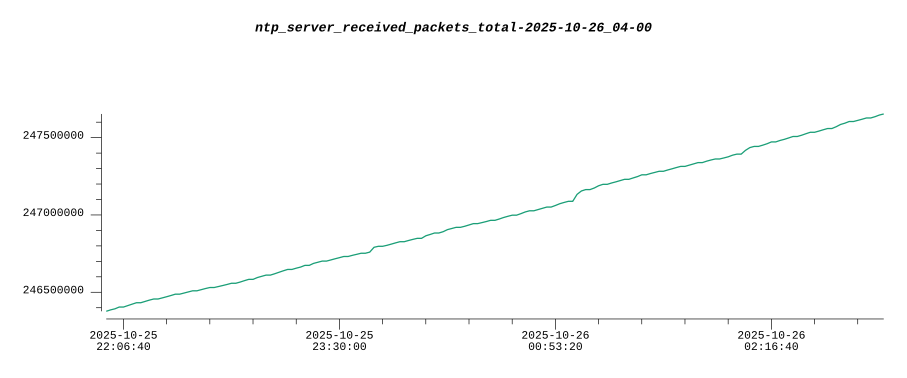 ntp_server_received_packets_total-2025-10-26_04-00
247500000
247000000
246500000
2025-10-25 2025-10-25 2025-10-26 2025-10-26
22:06:40 23:30:00 00:53:20 02:16:40